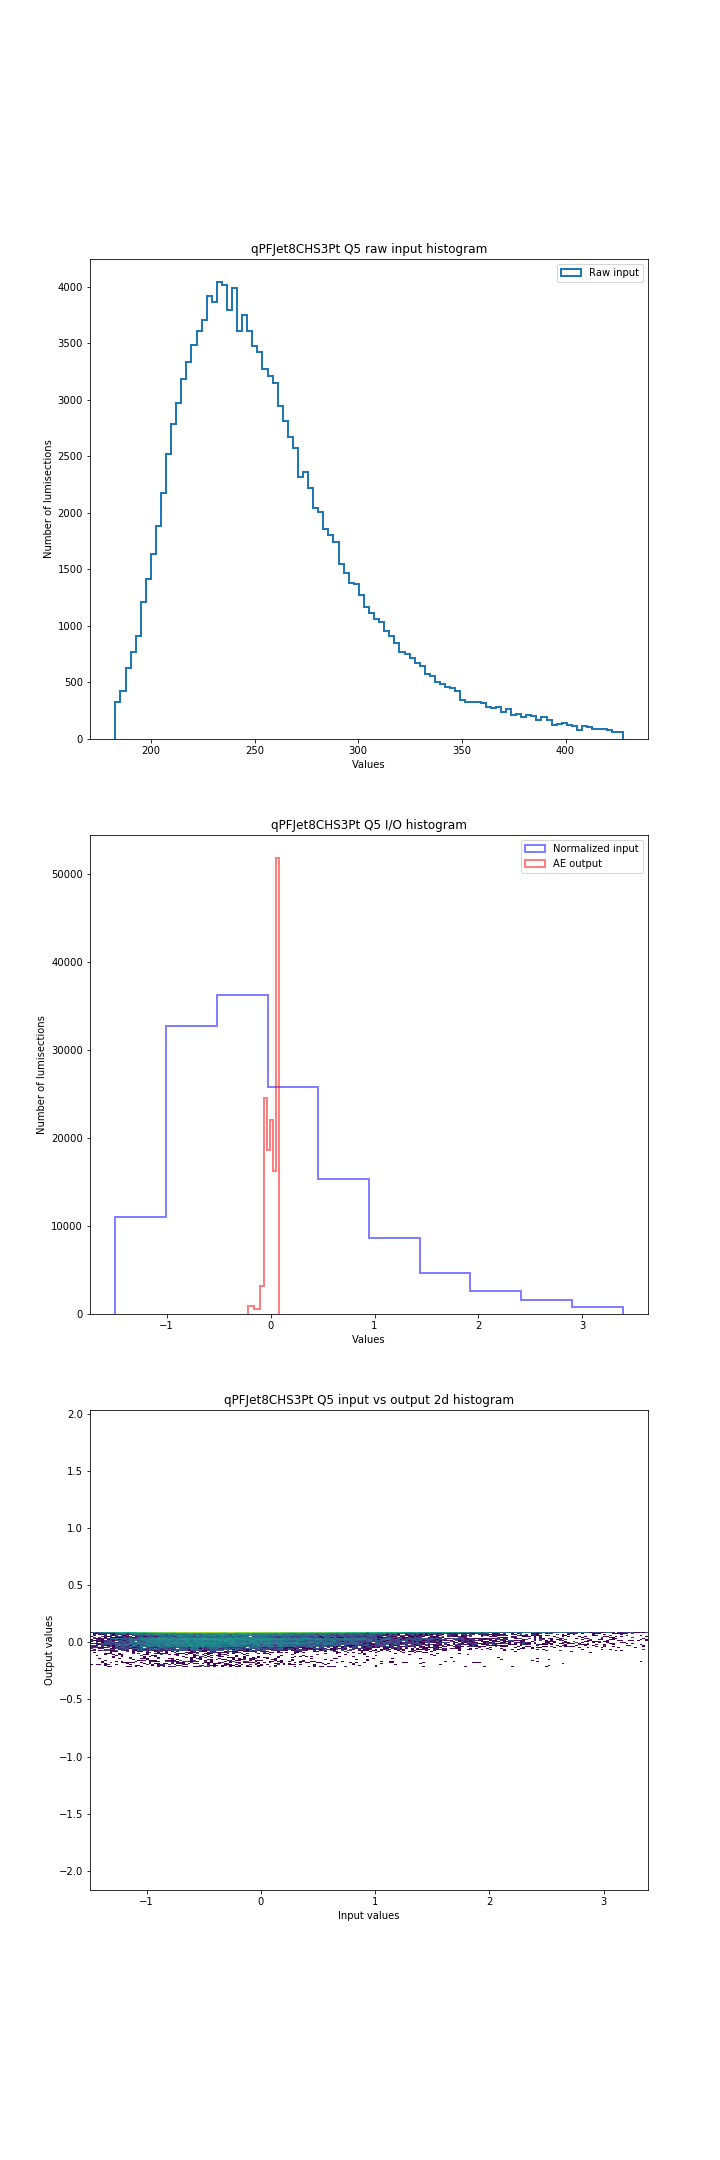 qPFJet8CHS3Pt Q5 raw input histogram
Raw input
4000
3500
3000
2500
2000
1500
1000
500
0
Number of lumisections
200 250 300 350 400
Values
qPFJet8CHS3Pt Q5 I/O histogram
Normalized input
AE output
50000
40000
30000
20000
10000
0
Number of lumisections
−1 0 1 2 3
Values
qPFJet8CHS3Pt Q5 input vs output 2d histogram
2.0
1.5
1.0
0.5
0.0
−0.5
−1.0
−1.5
−2.0
Output values
−1 0 1 2 3
Input values